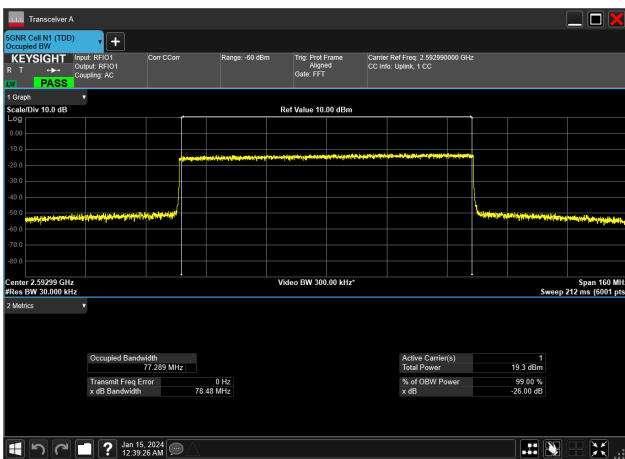 Transceiver A
5GNR Cell N1 (TDD)
Occupied BW
KEYSIGHT
R T
PASS
Input: RFIO1
Output: RFIO1
Coupling: AC
Corr CCorr
Range: -60 dBm
Trig: Prot Frame
Aligned
Gate: FFT
Carrier Ref Freq: 2.592990000 GHz
CC Info: Uplink, 1 CC
1 Graph
Scale/Div 10.0 dB
Ref Value 10.00 dBm
Log
0.00
-10.0
-20.0
-30.0
-40.0
-50.0
-60.0
-70.0
-80.0
Center 2.59299 GHz
#Res BW 30.000 kHz
Video BW 300.00 kHz*
Span 160 MHz
Sweep 212 ms (6001 pts)
2 Metrics
Occupied Bandwidth
77.289 MHz
Transmit Freq Error 0 Hz
x dB Bandwidth 78.48 MHz
Active Carrier(s) 1
Total Power 19.3 dBm
% of OBW Power 99.00 %
x dB -26.00 dB
Jan 15, 2024
12:39:26 AM